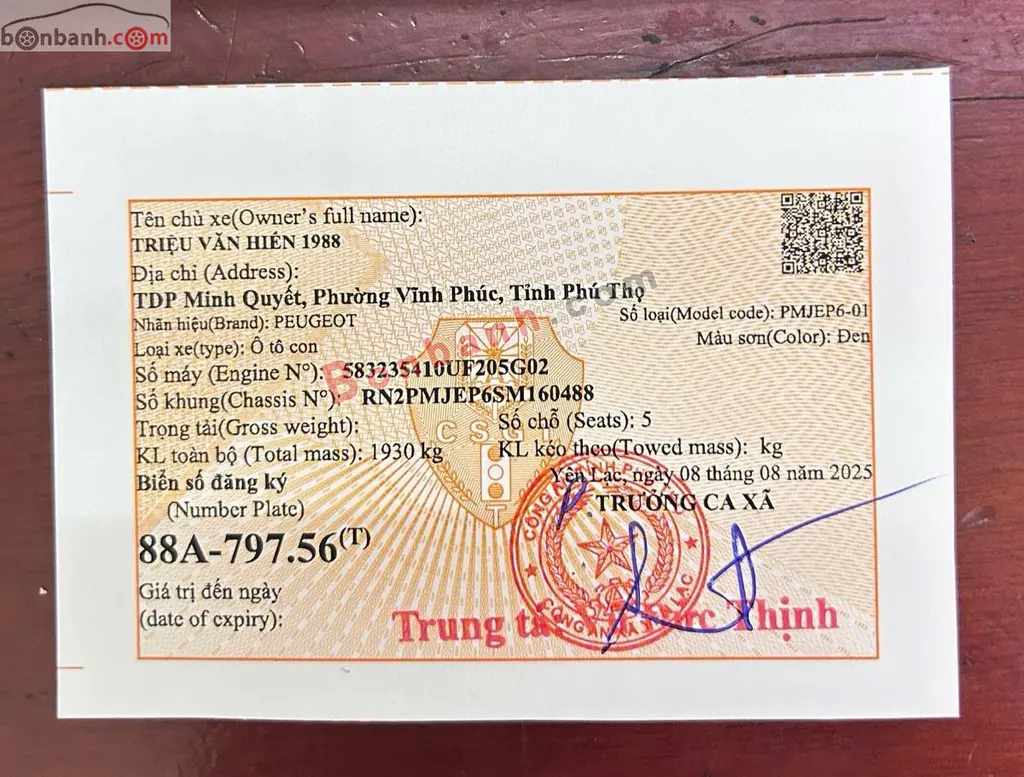 bonbanh.com
Tên chủ xe(Owner's full name):
TRIỆU VĂN HIÊN 1988
Địa chỉ (Address):
TDP Minh Quyết, Phường Vĩnh Phúc, Tỉnh Phú Thọ
Nhãn hiệu(Brand): PEUGEOT
Số loại(Model code): PMJEP6-01
Loại xe(type): Ô tô con
Màu sơn(Color): Đen
Số máy (Engine N°): 583235410UF205G02
Số khung(Chassis N°): RN2PMJEP6SM160488
Trọng tải(Gross weight):
Số chỗ (Seats): 5
KL toàn bộ (Total mass): 1930 kg
KL kéo theo(Towed mass): kg
Biển số đăng ký
Yên Lạc, ngày 08 tháng 08 năm 2025
(Number Plate)
P. TRƯỞNG CA XÃ
88A-797.56(T)
Giá trị đến ngày
(date of expiry):
Trung tá Thịnh
Bonbanh.com
CSGT